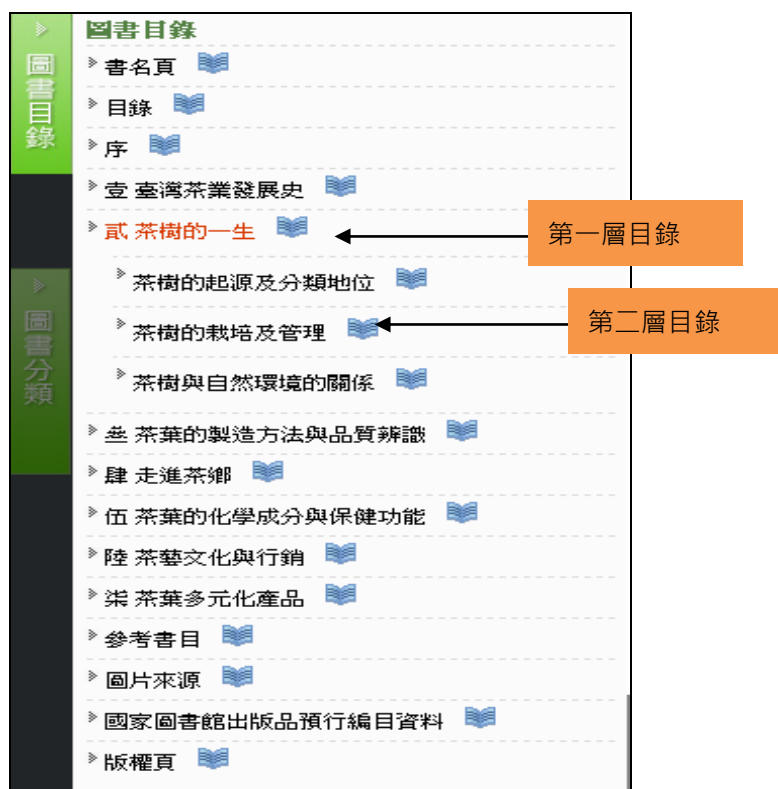 圖書目錄
圖書分類
圖書目錄
書名頁
目錄
序
壹 臺灣茶業發展史
貳 茶樹的一生
第一層目錄
茶樹的起源及分類地位
茶樹的栽培及管理
第二層目錄
茶樹與自然環境的關係
叁 茶葉的製造方法與品質辨識
肆 走進茶鄉
伍 茶葉的化學成分與保健功能
陸 茶藝文化與行銷
柒 茶葉多元化產品
參考書目
圖片來源
國家圖書館出版品預行編目資料
版權頁